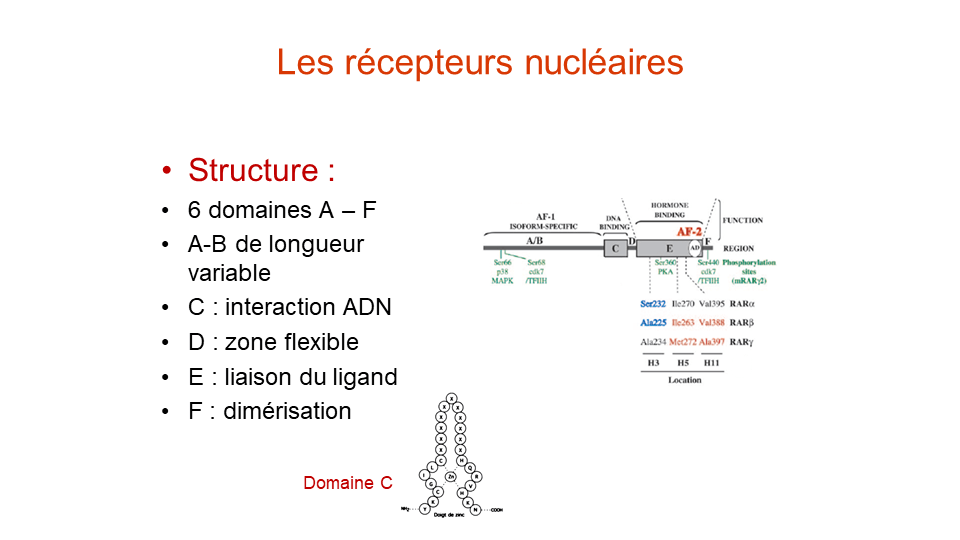 Les récepteurs nucléaires
• Structure :
• 6 domaines A – F
• A-B de longueur
variable
• C : interaction ADN
• D : zone flexible
• E : liaison du ligand
• F : dimérisation
Domaine C
HORMONE
BINDING
FUNCTION
AF-1
ISOFORM-SPECIFIC
DNA
BINDING
AF-2
A/B
C
D
E
AD
F
REGION
Ser66
p38
MAPK
Ser68
cdk7
/TFIIH
Ser360
PKA
Ser440
cdk7
/TFIIH
Phosphorylation
sites
(mRARγ2)
Ser232 Ile270 Val395 RARα
Ala225 Ile263 Val388 RARβ
Ala234 Met272 Ala397 RARγ
H3 H5 H11
Location
X
X X
X X
X X
X X
X X
C H
L Q
I Zn R
G V
C H
K K
NH₂ Y N COOH
Doigt de zinc